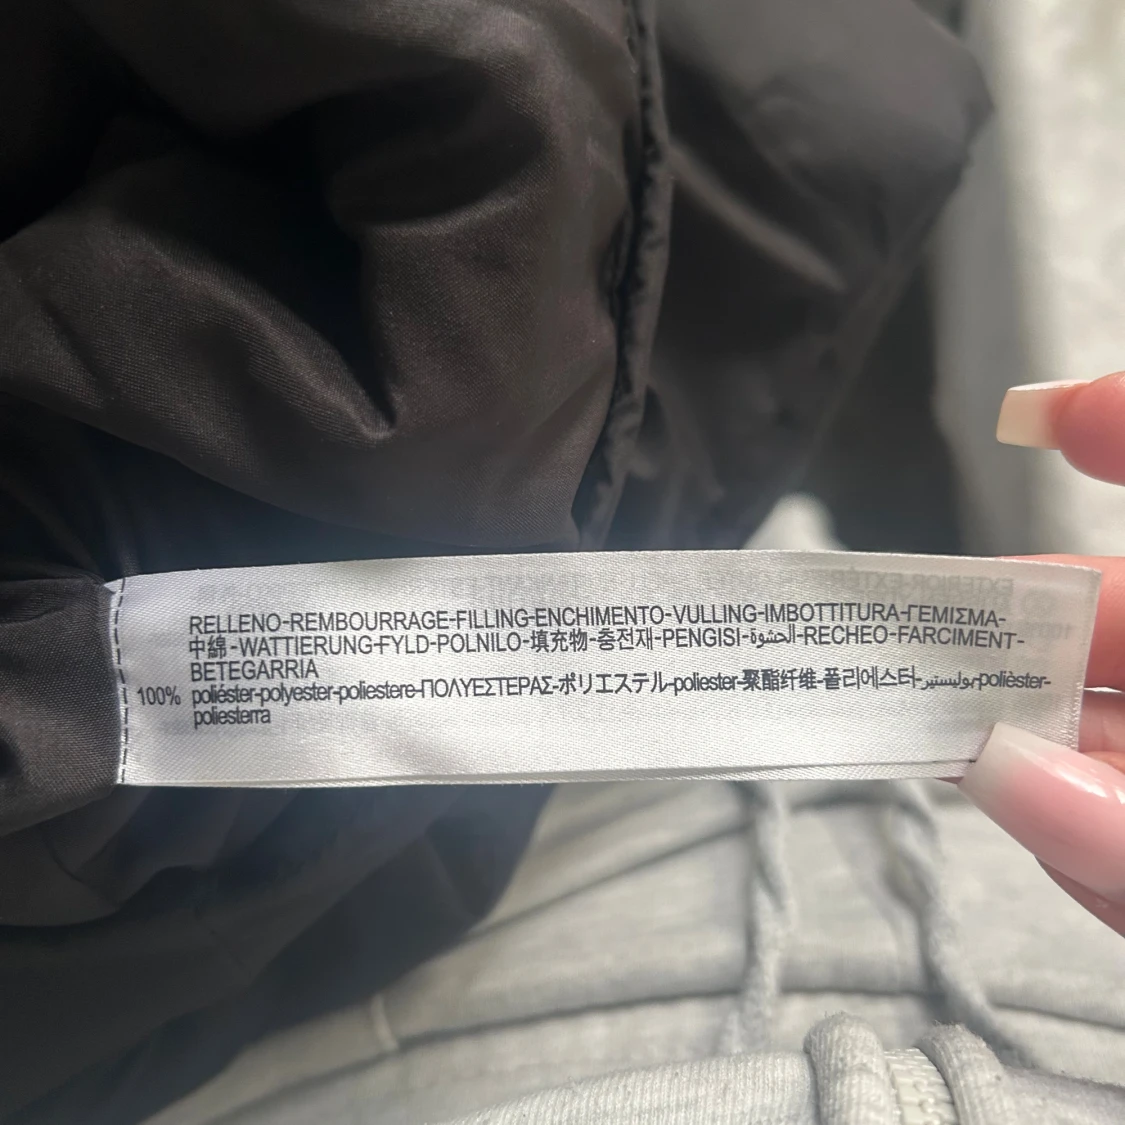 RELLENO-REMBOURRAGE-FILLING-ENCHIMENTO-VULLING-IMBOTTITURA-ΓΕΜΙΣΜΑ-
中綿-WATTIERUNG-FYLD-POLNILO-填充物-충전재-PENGISI-الحشوة-RECHEO-FARCIMENT-
BETEGARRIA
100% poliéster-polyester-poliestere-ΠΟΛΥΕΣΤΕΡΑΣ-ポリエステル-poliester-聚酯纤维-폴리에스타-بوليستير-polièster-
poliesterra